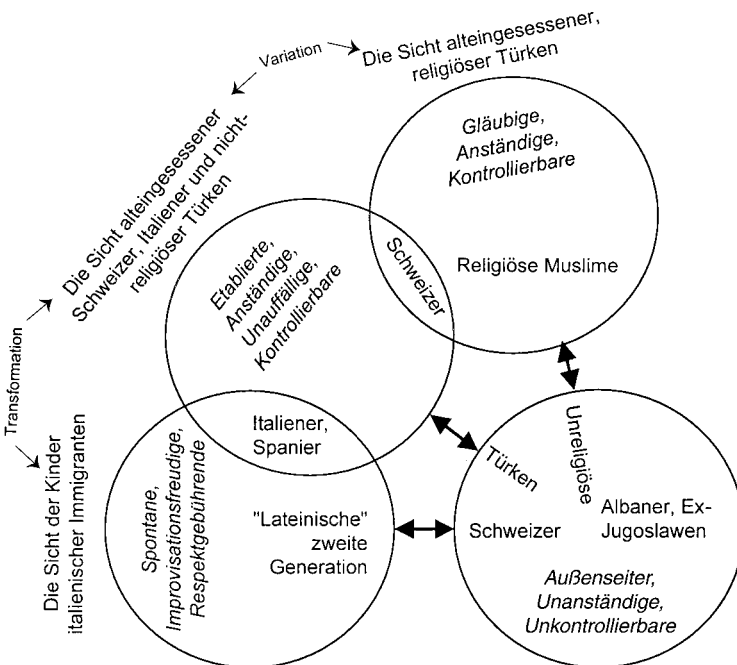 Die Sicht alteingesessener,
religiöser Türken
Variation
Die Sicht alteingesessener
Schweizer, Italiener und nicht-
religiöser Türken
Transformation
Die Sicht der Kinder
italienischer Immigranten
Gläubige,
Anständige,
Kontrollierbare
Religiöse Muslime
Schweizer
Etablierte,
Anständige,
Unauffällige,
Kontrollierbare
Italiener,
Spanier
Spontane,
Improvisationsfreudige,
Respektgebührende
"Lateinische"
zweite
Generation
Türken
Unreligiöse
Schweizer
Albaner, Ex-
Jugoslawen
Außenseiter,
Unanständige,
Unkontrollierbare